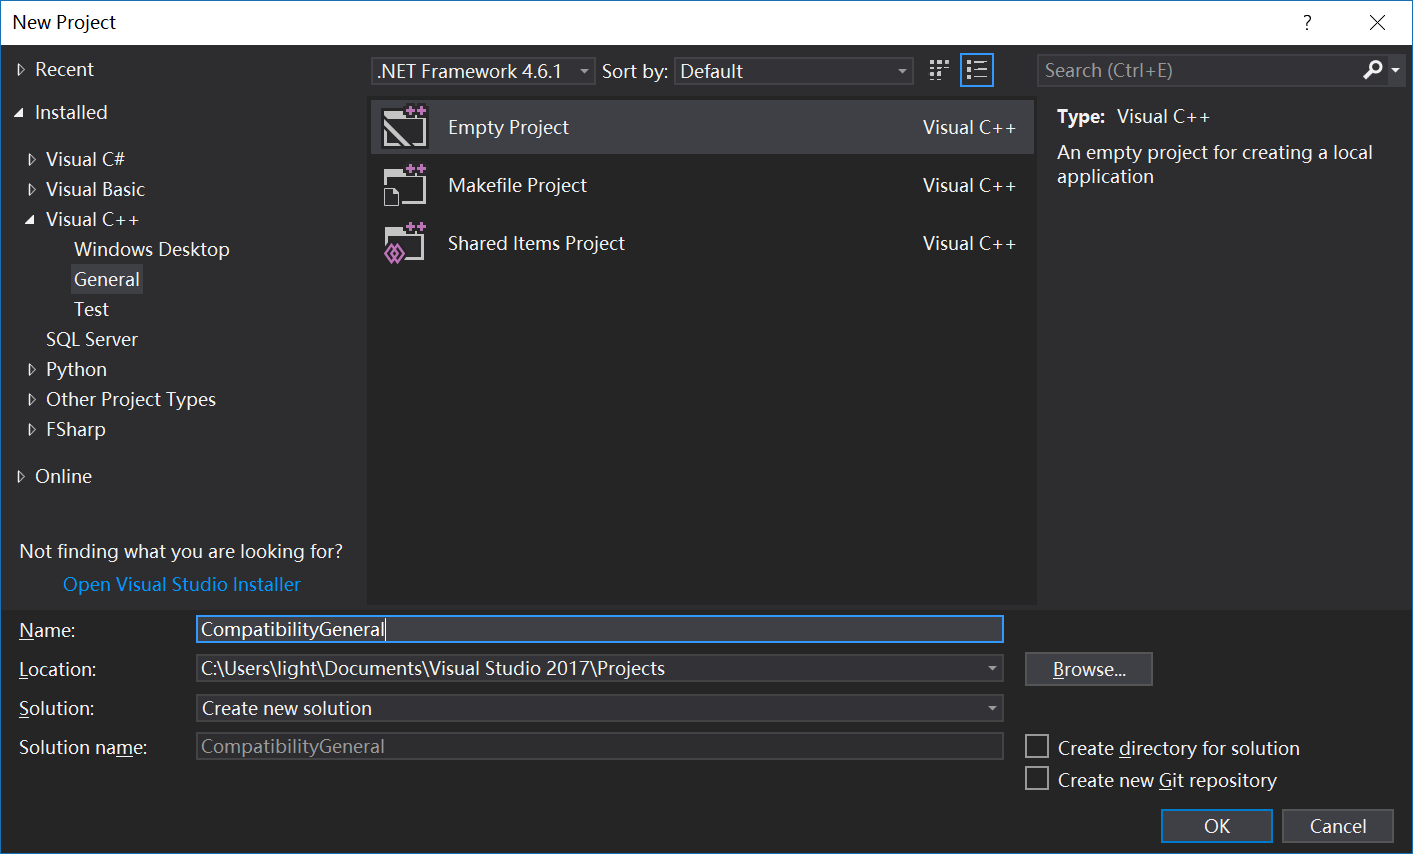 New Project
?
Recent
Installed
Visual C#
Visual Basic
Visual C++
Windows Desktop
General
Test
SQL Server
Python
Other Project Types
FSharp
Online
Not finding what you are looking for?
Open Visual Studio Installer
.NET Framework 4.6.1 Sort by: Default
Empty Project Visual C++
Makefile Project Visual C++
Shared Items Project Visual C++
Search (Ctrl+E)
Type: Visual C++
An empty project for creating a local
application
Name: CompatibilityGeneral
Location: C:\Users\light\Documents\Visual Studio 2017\Projects Browse...
Solution: Create new solution
Solution name: CompatibilityGeneral
Create directory for solution
Create new Git repository
OK Cancel